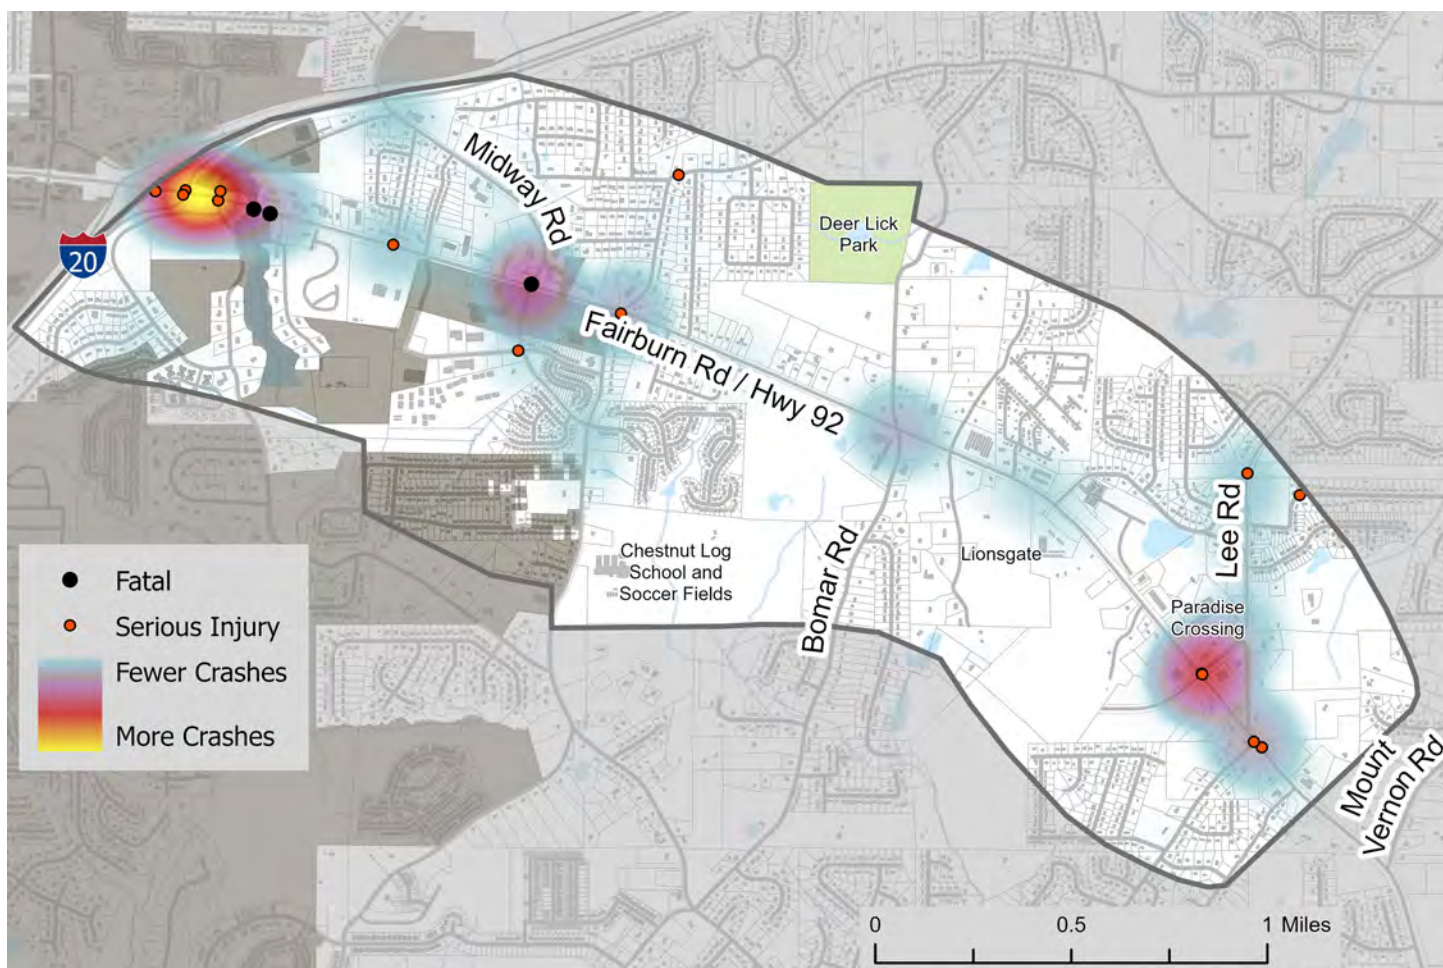 Midway Rd
Deer Lick
Park
20
Fairburn Rd / Hwy 92
Chestnut Log
School and
Soccer Fields
Bomar Rd
Lionsgate
Lee Rd
Paradise
Crossing
Mount
Vernon Rd
Fatal
Serious Injury
Fewer Crashes
More Crashes
0 0.5 1 Miles